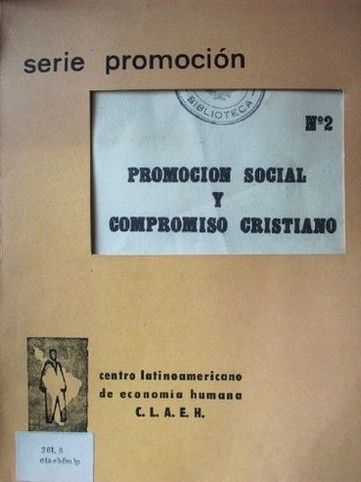 serie promoción
BIBLIOTECA
Nº2
PROMOCION SOCIAL
Y
COMPROMISO CRISTIANO
centro latinoamericano
de economía humana
C. L. A. E. H.
261.8